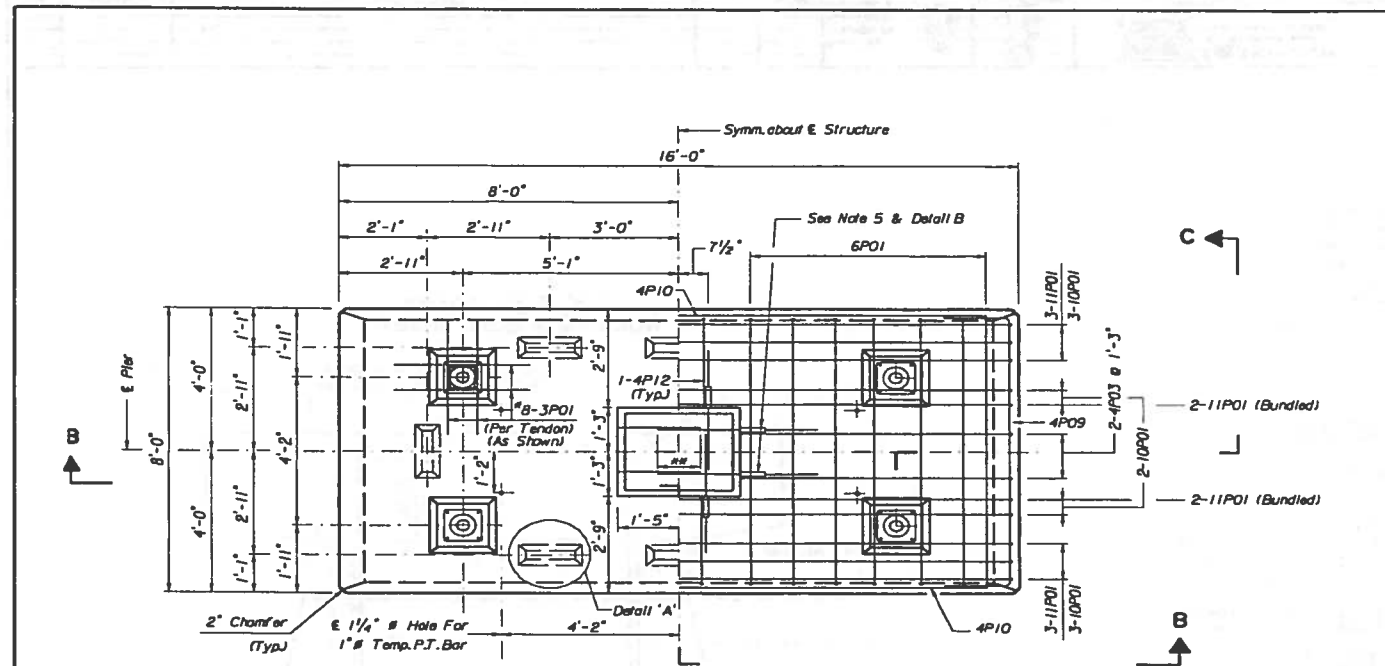 Symm. about ℄ Structure
16'-0"
8'-0"
See Note 5 & Detail B
2'-1"
2'-11"
3'-0"
7½"
6P01
C
2'-11"
5'-1"
4P10
3-11P01
3-10P01
1'-1"
1'-11"
4'-0"
2'-11"
2'-9"
1-4P12
(Typ.)
℄ Pier
#8-3P01
(Per Tendon)
(As Shown)
1'-3"
2-4P03 @ 1'-3"
2-11P01 (Bundled)
4P09
B
8'-0"
4'-2"
1'-2"
##
1'-3"
2-10P01
2-11P01 (Bundled)
4'-0"
2'-11"
1'-5"
2'-9"
1'-1"
1'-11"
3-11P01
3-10P01
Detail 'A'
2" Chamfer
(Typ.)
℄ 1¼" ø Hole For
1" ø Temp. P.T. Bar
4'-2"
4P10
B